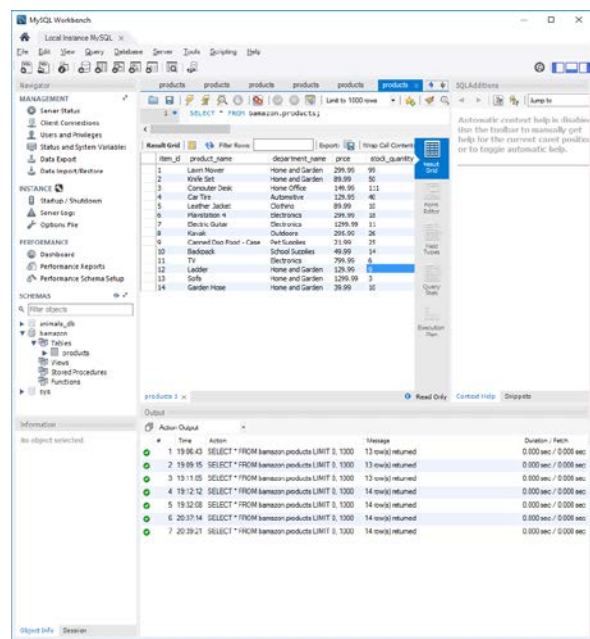 MySQL Workbench
Local Instance MySQL ×
File Edit View Query Database Server Tools Scripting Help
Navigator
MANAGEMENT
Server Status
Client Connections
Users and Privileges
Status and System Variables
Data Export
Data Import/Restore
INSTANCE
Startup / Shutdown
Server Logs
Options File
PERFORMANCE
Dashboard
Performance Reports
Performance Schema Setup
SCHEMAS
Filter objects
animals_db
bamazon
Tables
products
Views
Stored Procedures
Functions
sys
Information
No object selected
Object Info Session
products products products products products products
Limit to 1000 rows
1 SELECT * FROM bamazon.products;
Result Grid Filter Rows: Export: Wrap Cell Content
item_id product_name department_name price stock_quantity
1 Lawn Mower Home and Garden 299.99 99
2 Knife Set Home and Garden 89.99 50
3 Computer Desk Home Office 149.95 111
4 Car Tire Automotive 129.95 40
5 Leather Jacket Clothing 89.99 10
6 Playstation 4 Electronics 299.99 18
7 Electric Guitar Electronics 1299.99 11
8 Kayak Outdoors 295.99 26
9 Canned Dog Food - Case Pet Supplies 21.99 25
10 Backpack School Supplies 49.99 14
11 TV Electronics 799.99 6
12 Ladder Home and Garden 129.99
13 Sofa Home and Garden 1299.99 3
14 Garden Hose Home and Garden 39.99 10
Result Grid
Form Editor
Field Types
Query Stats
Execution Plan
products 3 × Read Only
SQLAdditions
Jump to
Automatic context help is disabled.
Use the toolbar to manually get
help for the current caret position
or to toggle automatic help.
Context Help Snippets
Output
Action Output
# Time Action Message Duration / Fetch
1 19:06:43 SELECT * FROM bamazon.products LIMIT 0, 1000 13 row(s) returned 0.000 sec / 0.000 sec
2 19:09:15 SELECT * FROM bamazon.products LIMIT 0, 1000 13 row(s) returned 0.000 sec / 0.000 sec
3 19:11:05 SELECT * FROM bamazon.products LIMIT 0, 1000 13 row(s) returned 0.000 sec / 0.000 sec
4 19:12:12 SELECT * FROM bamazon.products LIMIT 0, 1000 14 row(s) returned 0.000 sec / 0.000 sec
5 19:32:08 SELECT * FROM bamazon.products LIMIT 0, 1000 14 row(s) returned 0.000 sec / 0.000 sec
6 20:37:14 SELECT * FROM bamazon.products LIMIT 0, 1000 14 row(s) returned 0.000 sec / 0.000 sec
7 20:39:21 SELECT * FROM bamazon.products LIMIT 0, 1000 14 row(s) returned 0.000 sec / 0.000 sec